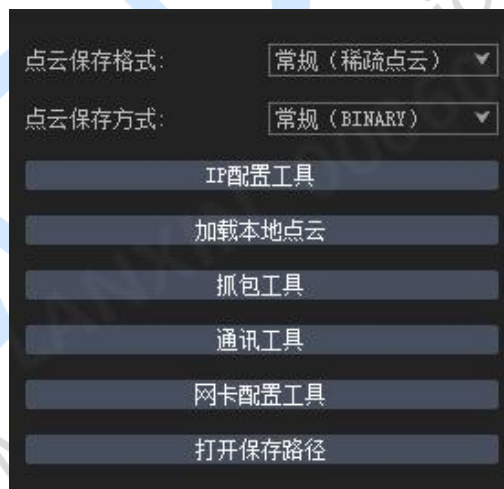 点云保存格式: 常规（稀疏点云）
点云保存方式: 常规（BINARY）
IP配置工具
加载本地点云
抓包工具
通讯工具
网卡配置工具
打开保存路径